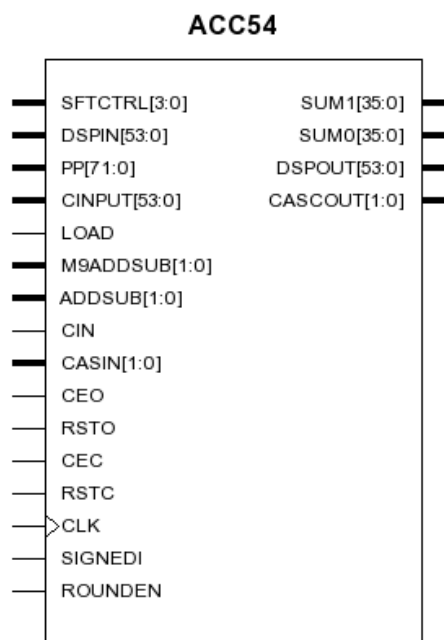 ACC54
SFTCTRL[3:0] SUM1[35:0]
DSPIN[53:0] SUM0[35:0]
PP[71:0] DSPOUT[53:0]
CINPUT[53:0] CASCOUT[1:0]
LOAD
M9ADDSUB[1:0]
ADDSUB[1:0]
CIN
CASIN[1:0]
CEO
RSTO
CEC
RSTC
CLK
SIGNEDI
ROUNDEN